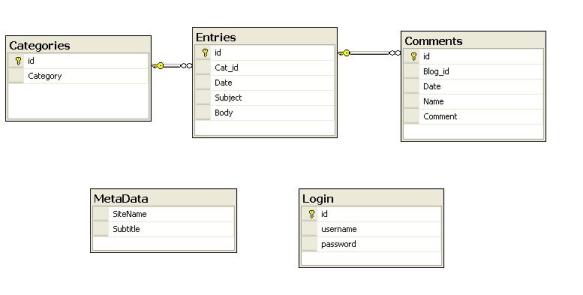 Categories
id
Category
Entries
id
Cat_id
Date
Subject
Body
Comments
id
Blog_id
Date
Name
Comment
MetaData
SiteName
Subtitle
Login
id
username
password